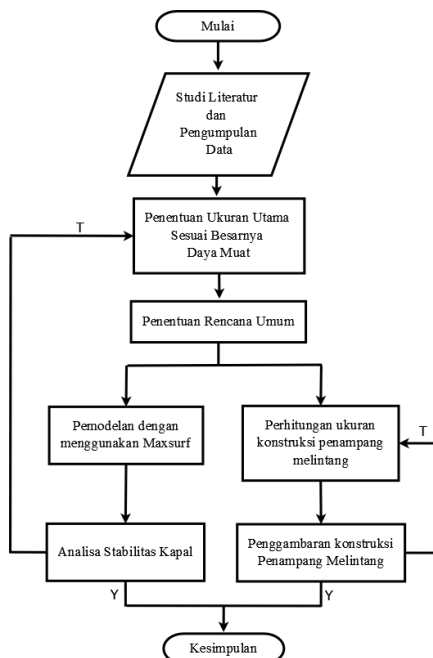 Mulai
Studi Literatur
dan
Pengumpulan
Data
T
Penentuan Ukuran Utama
Sesuai Besarnya
Daya Muat
Penentuan Rencana Umum
Pemodelan dengan
menggunakan Maxsurf
Perhitungan ukuran
konstruksi penampang
melintang
T
Analisa Stabilitas Kapal
Penggambaran konstruksi
Penampang Melintang
Y
Y
Kesimpulan